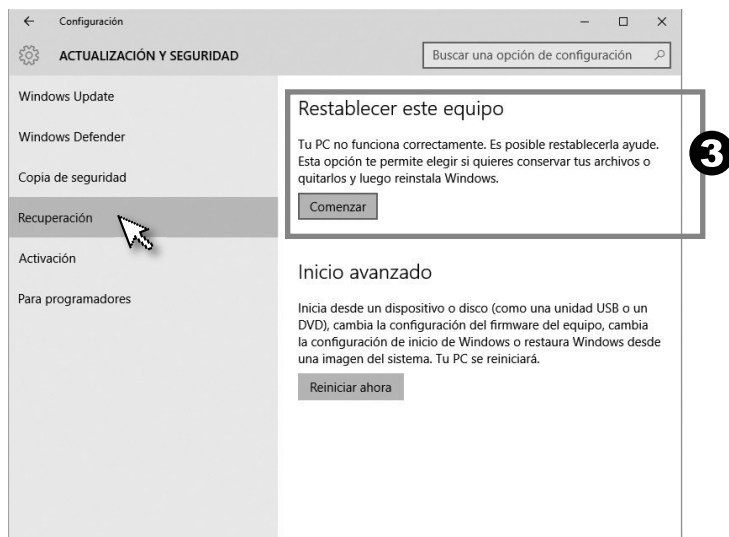 Configuración
ACTUALIZACIÓN Y SEGURIDAD
Buscar una opción de configuración
Windows Update
Windows Defender
Copia de seguridad
Recuperación
Activación
Para programadores
Restablecer este equipo
Tu PC no funciona correctamente. Es posible restablecerla ayude.
Esta opción te permite elegir si quieres conservar tus archivos o
quitarlos y luego reinstala Windows.
Comenzar
3
Inicio avanzado
Inicia desde un dispositivo o disco (como una unidad USB o un
DVD), cambia la configuración del firmware del equipo, cambia
la configuración de inicio de Windows o restaura Windows desde
una imagen del sistema. Tu PC se reiniciará.
Reiniciar ahora